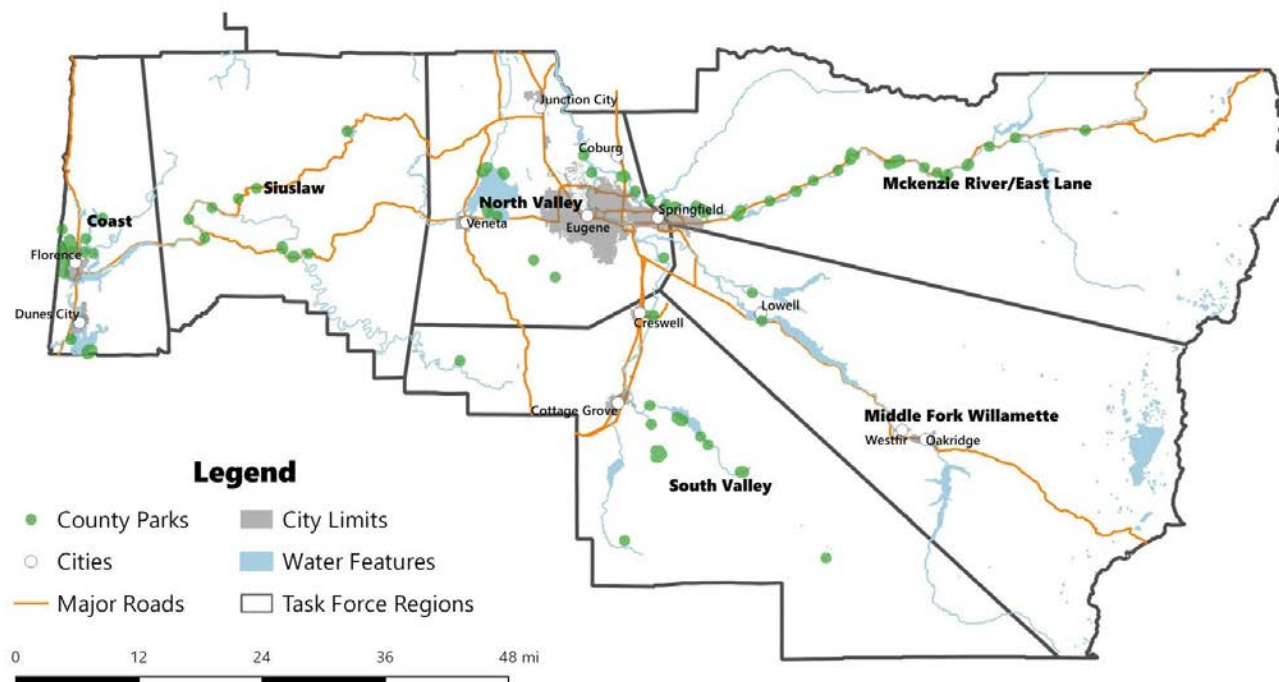 Junction City
Coburg
Siuslaw
Mckenzie River/East Lane
North Valley
Springfield
Coast
Veneta
Eugene
Florence
Lowell
Dunes City
Creswell
Cottage Grove
Middle Fork Willamette
Westfir
Oakridge
South Valley
Legend
County Parks
City Limits
Cities
Water Features
Major Roads
Task Force Regions
0 12 24 36 48 mi